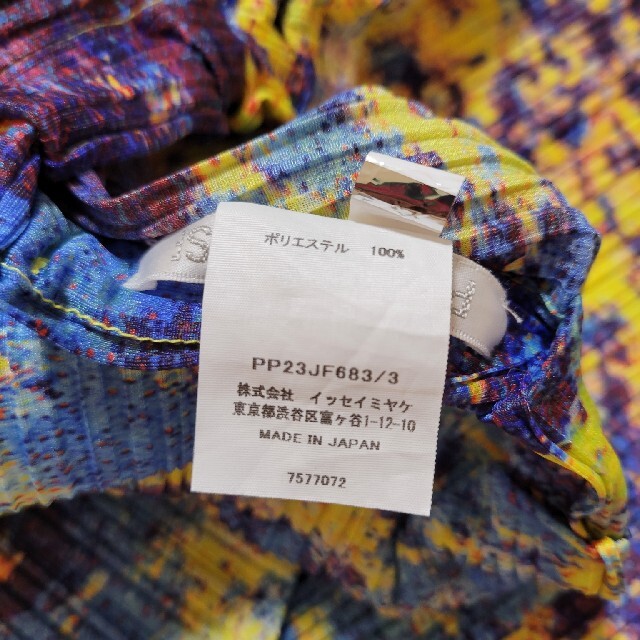 ポリエステル 100%
PP23JF683/3
株式会社 イッセイミヤケ
東京都渋谷区富ヶ谷1-12-10
MADE IN JAPAN
7577072